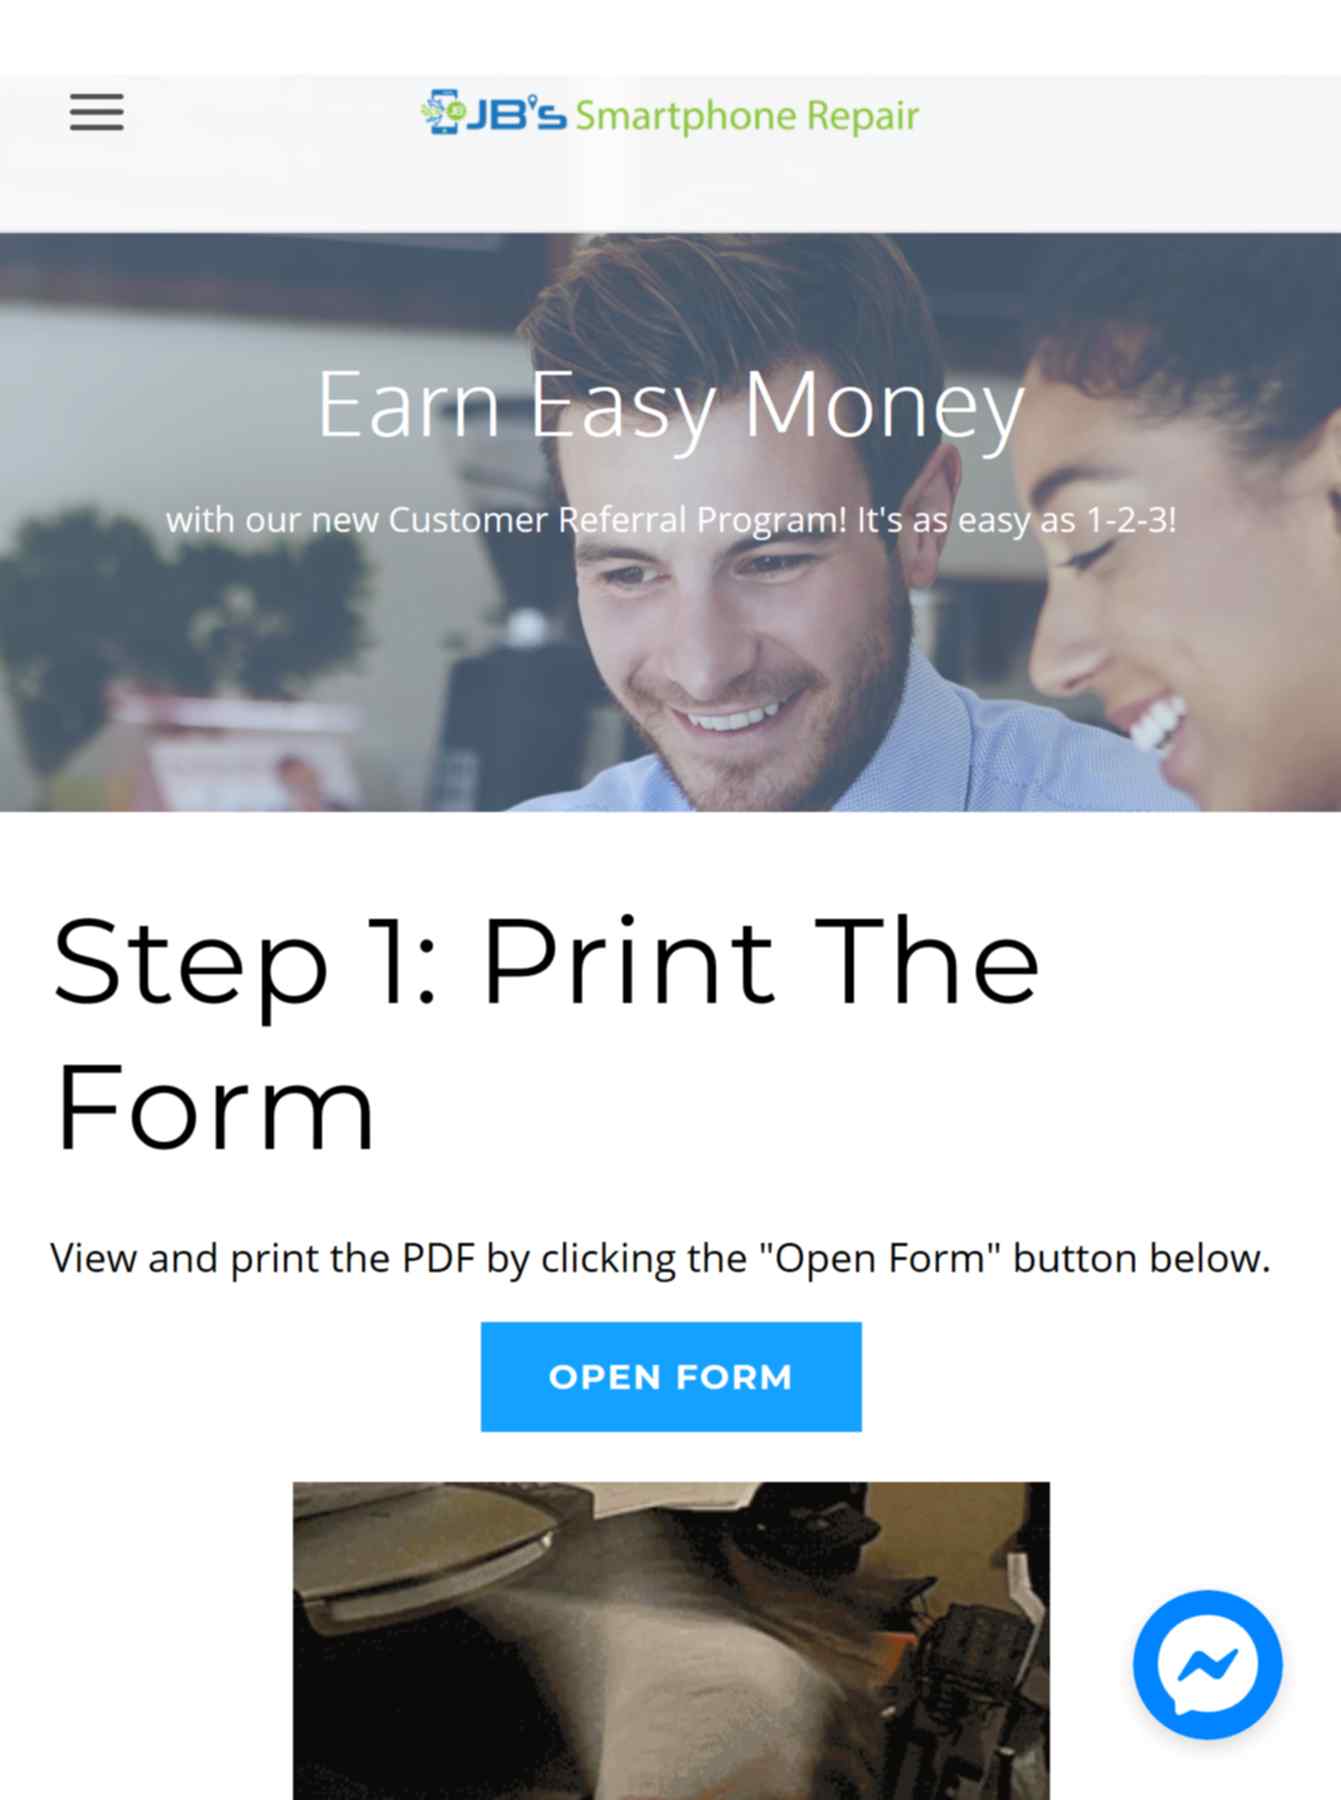 JB's Smartphone Repair
Earn Easy Money
with our new Customer Referral Program! It's as easy as 1-2-3!
Step 1: Print The
Form
View and print the PDF by clicking the "Open Form" button below.
OPEN FORM